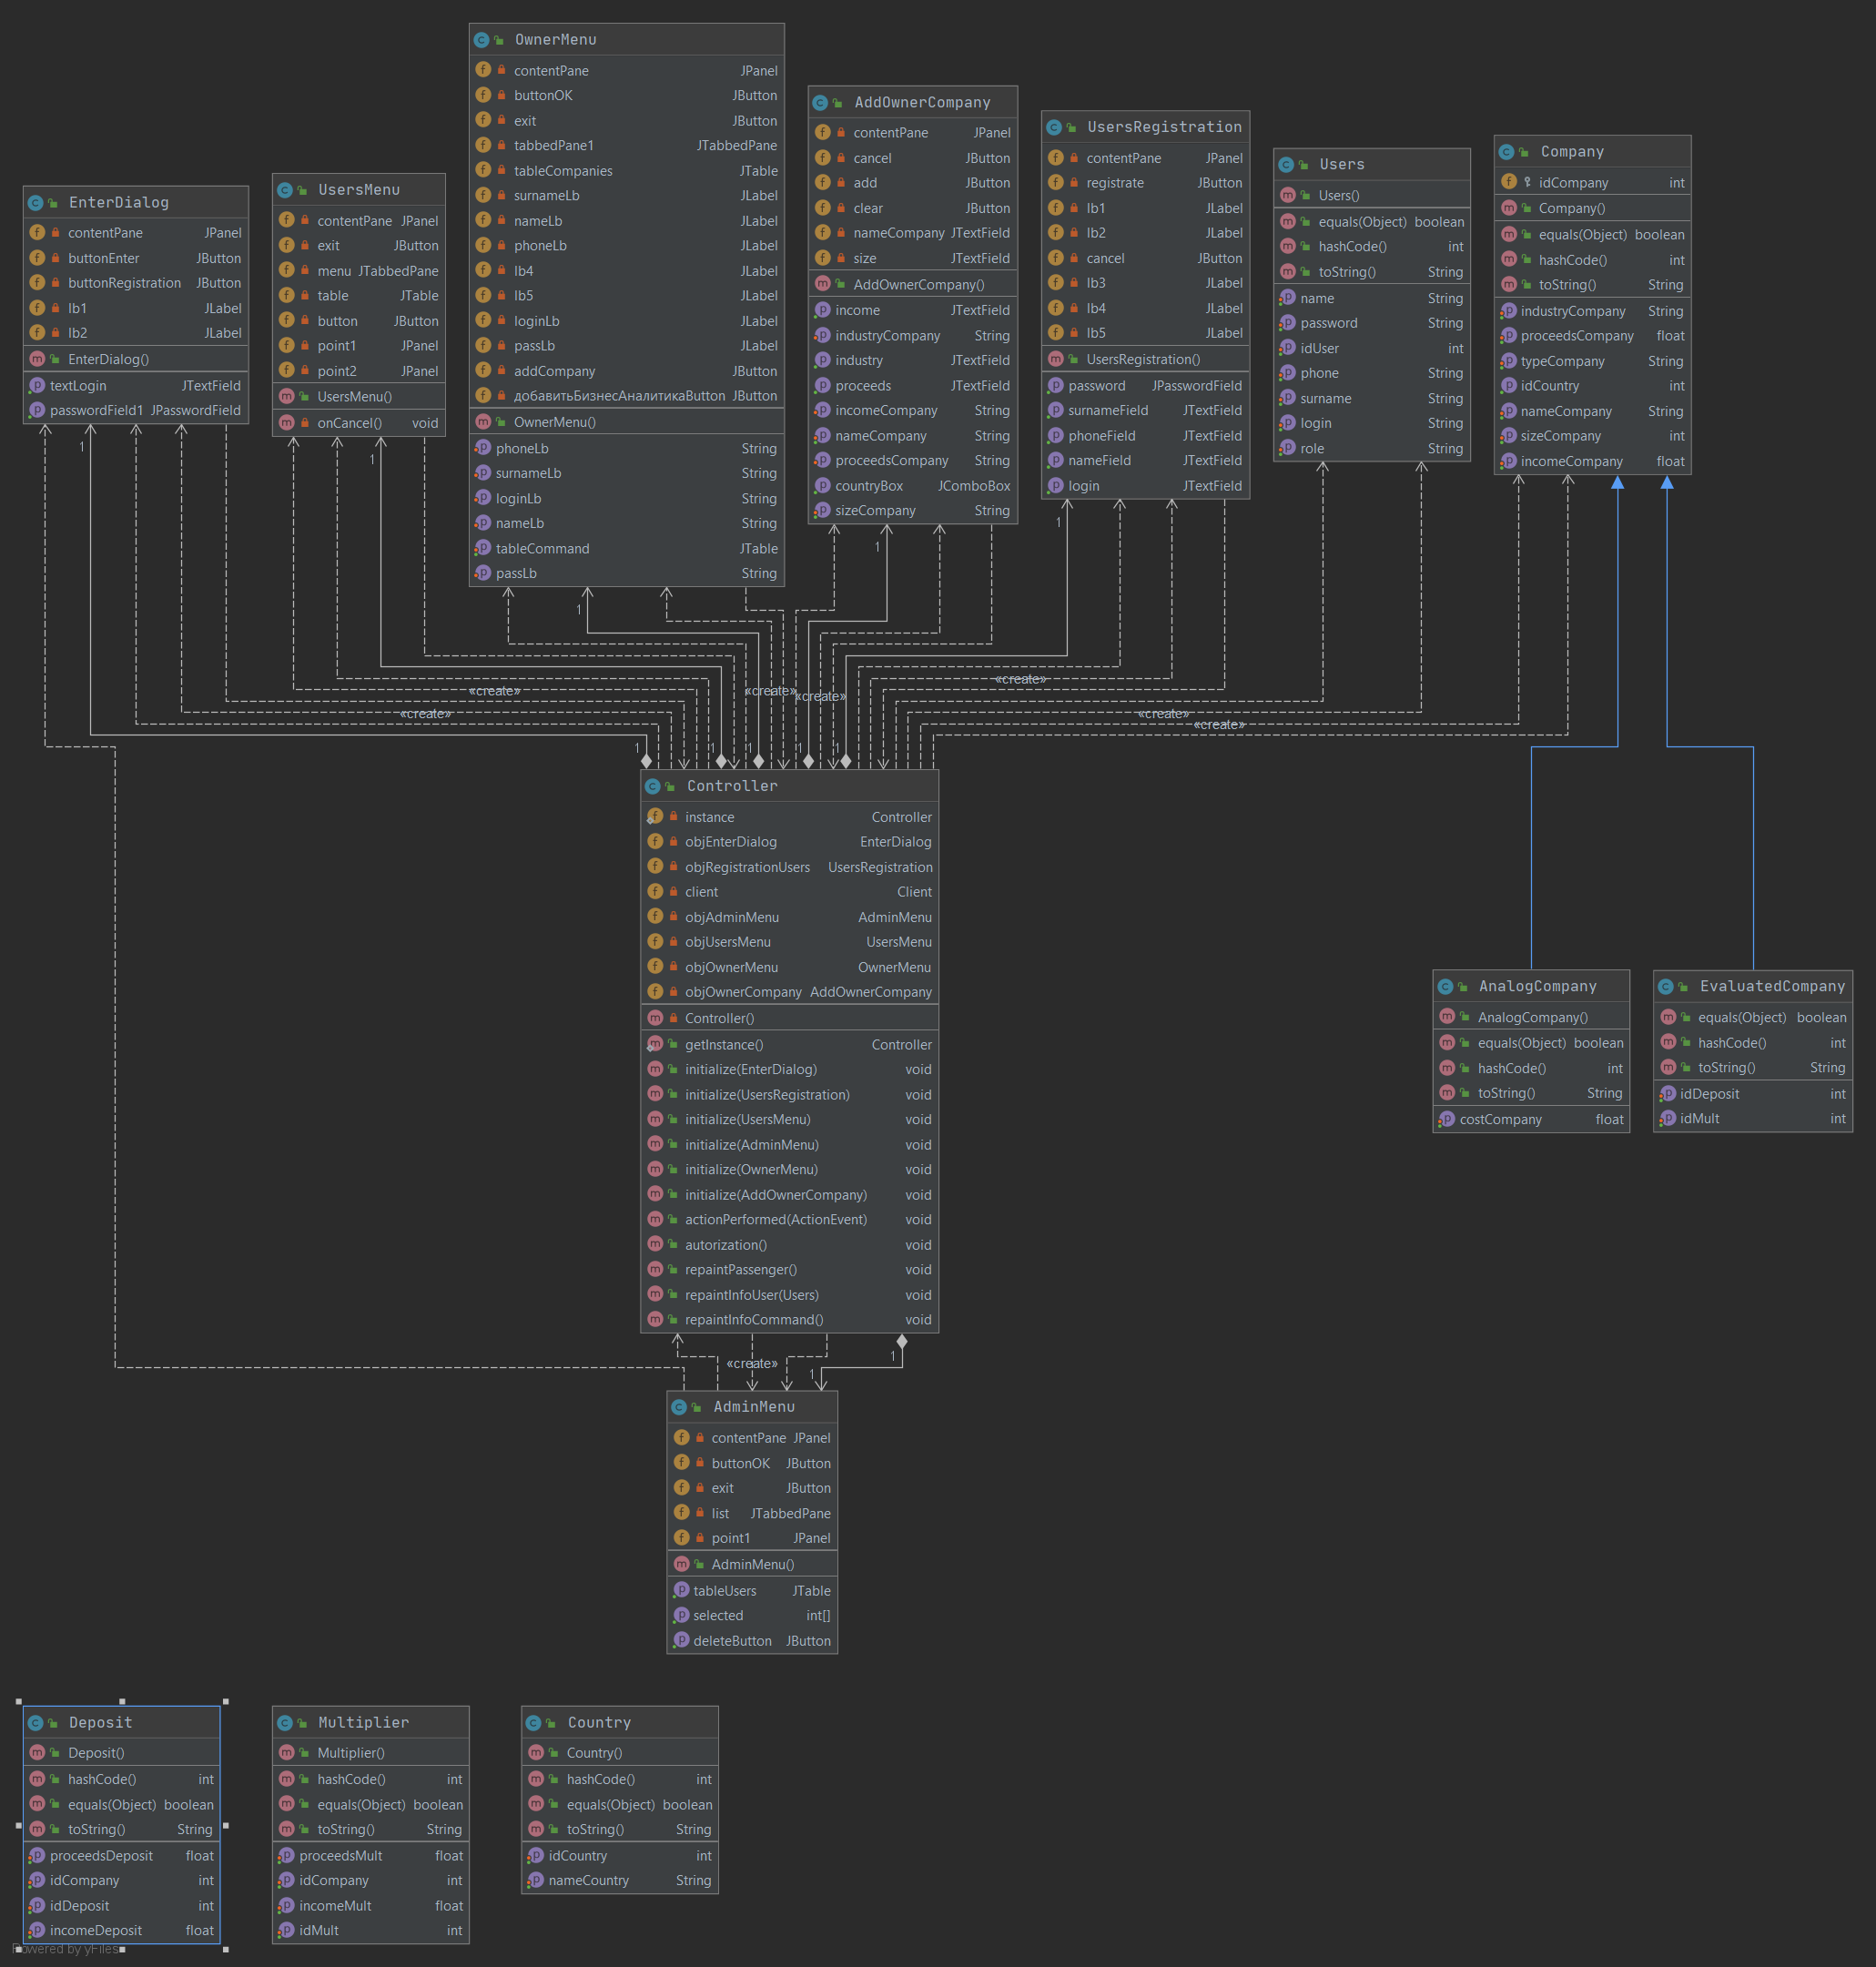 OwnerMenu
contentPane JPanel
buttonOK JButton
exit JButton
tabbedPane1 JTabbedPane
tableCompanies JTable
surnameLb JLabel
nameLb JLabel
phoneLb JLabel
lb4 JLabel
lb5 JLabel
loginLb JLabel
passLb JLabel
addCompany JButton
добавитьБизнесАналитикаButton JButton
OwnerMenu()
phoneLb String
surnameLb String
loginLb String
nameLb String
tableCommand JTable
passLb String
AddOwnerCompany
contentPane JPanel
cancel JButton
add JButton
clear JButton
nameCompany JTextField
size JTextField
AddOwnerCompany()
income JTextField
industryCompany String
industry JTextField
proceeds JTextField
incomeCompany String
nameCompany String
proceedsCompany String
countryBox JComboBox
sizeCompany String
UsersRegistration
contentPane JPanel
registrate JButton
lb1 JLabel
lb2 JLabel
cancel JButton
lb3 JLabel
lb4 JLabel
lb5 JLabel
UsersRegistration()
password JPasswordField
surnameField JTextField
phoneField JTextField
nameField JTextField
login JTextField
Users
Users()
equals(Object) boolean
hashCode() int
toString() String
name String
password String
idUser int
phone String
surname String
login String
role String
Company
idCompany int
Company()
equals(Object) boolean
hashCode() int
toString() String
industryCompany String
proceedsCompany float
typeCompany String
idCountry int
nameCompany String
sizeCompany int
incomeCompany float
EnterDialog
contentPane JPanel
buttonEnter JButton
buttonRegistration JButton
lb1 JLabel
lb2 JLabel
EnterDialog()
textLogin JTextField
passwordField1 JPasswordField
UsersMenu
contentPane JPanel
exit JButton
menu JTabbedPane
table JTable
button JButton
point1 JPanel
point2 JPanel
UsersMenu()
onCancel() void
1
1
1
1
1
«create»
«create»
«create»
«create»
«create»
«create»
«create»
1
1
1
1
1
Controller
instance Controller
objEnterDialog EnterDialog
objRegistrationUsers UsersRegistration
client Client
objAdminMenu AdminMenu
objUsersMenu UsersMenu
objOwnerMenu OwnerMenu
objOwnerCompany AddOwnerCompany
Controller()
getInstance() Controller
initialize(EnterDialog) void
initialize(UsersRegistration) void
initialize(UsersMenu) void
initialize(AdminMenu) void
initialize(OwnerMenu) void
initialize(AddOwnerCompany) void
actionPerformed(ActionEvent) void
autorization() void
repaintPassenger() void
repaintInfoUser(Users) void
repaintInfoCommand() void
AnalogCompany
AnalogCompany()
equals(Object) boolean
hashCode() int
toString() String
costCompany float
EvaluatedCompany
equals(Object) boolean
hashCode() int
toString() String
idDeposit int
idMult int
«create»
1
1
AdminMenu
contentPane JPanel
buttonOK JButton
exit JButton
list JTabbedPane
point1 JPanel
AdminMenu()
tableUsers JTable
selected int[]
deleteButton JButton
Deposit
Deposit()
hashCode() int
equals(Object) boolean
toString() String
proceedsDeposit float
idCompany int
idDeposit int
incomeDeposit float
Multiplier
Multiplier()
hashCode() int
equals(Object) boolean
toString() String
proceedsMult float
idCompany int
incomeMult float
idMult int
Country
Country()
hashCode() int
equals(Object) boolean
toString() String
idCountry int
nameCountry String
Powered by yFiles